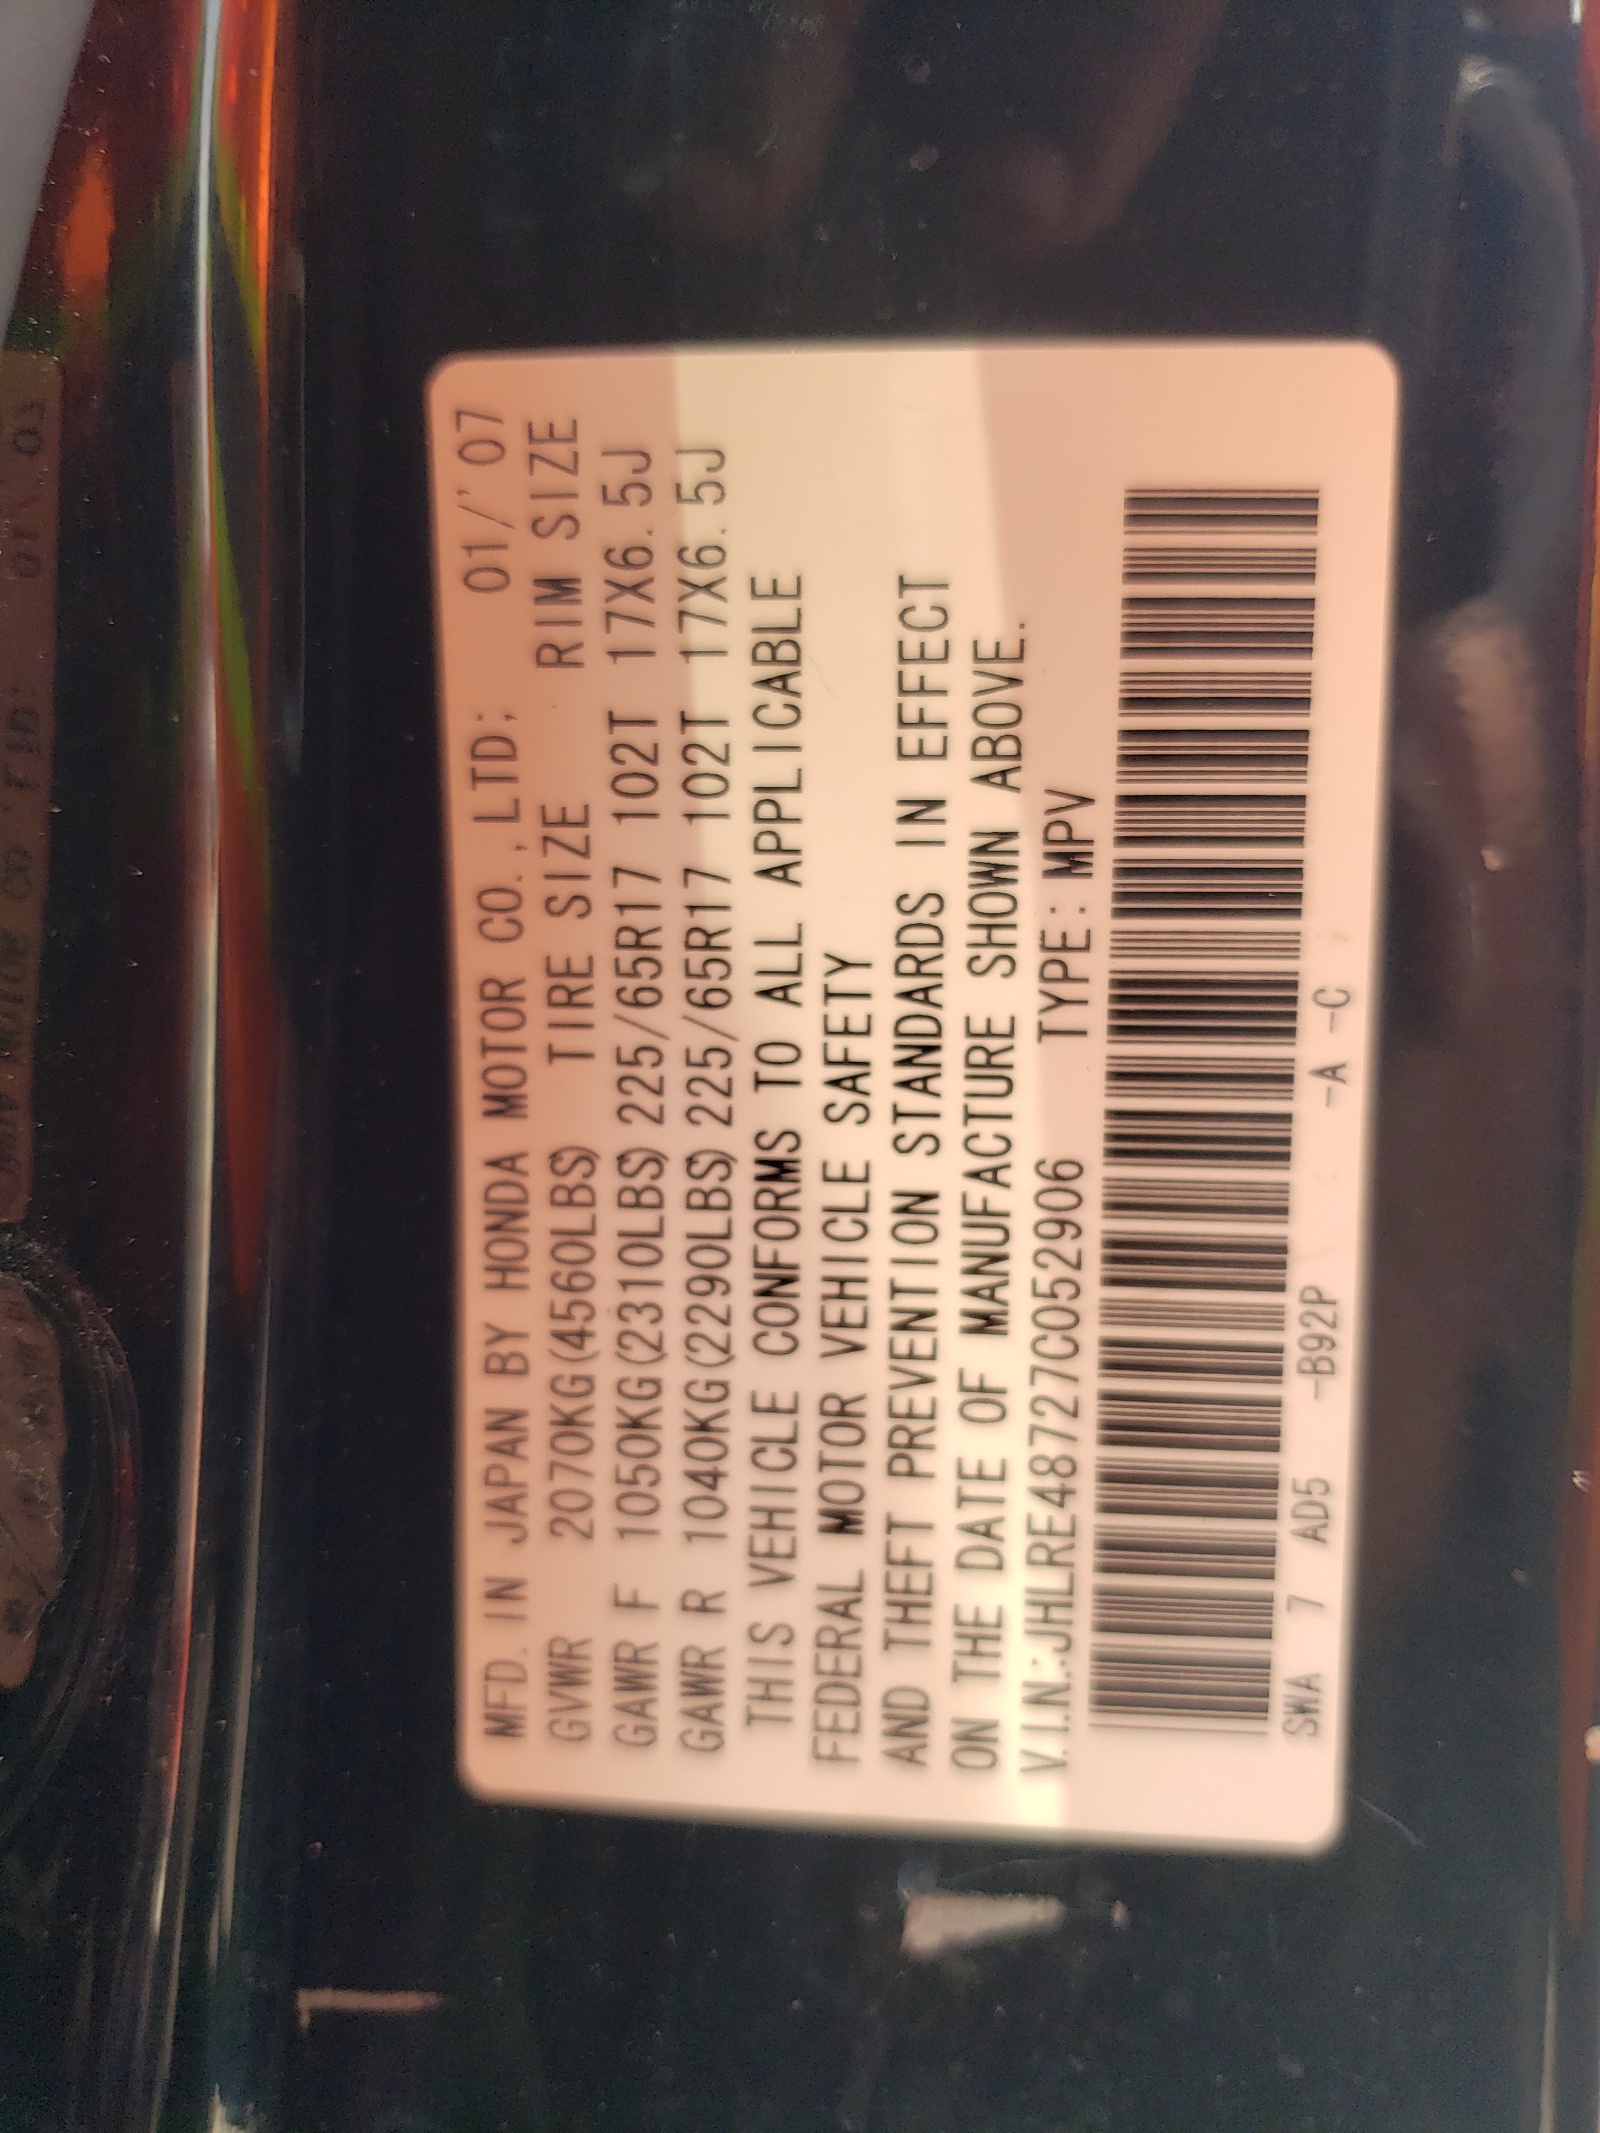 MFD. IN JAPAN BY HONDA MOTOR CO., LTD; 01/'07
GVWR 2070KG(4560LBS) TIRE SIZE RIM SIZE
GAWR F 1050KG(2310LBS) 225/65R17 102T 17X6.5J
GAWR R 1040KG(2290LBS) 225/65R17 102T 17X6.5J
THIS VEHICLE CONFORMS TO ALL APPLICABLE
FEDERAL MOTOR VEHICLE SAFETY
AND THEFT PREVENTION STANDARDS IN EFFECT
ON THE DATE OF MANUFACTURE SHOWN ABOVE.
V.I.N.:JHLRE48727C052906 TYPE: MPV
SWA 7 AD5 -B92P -A -C